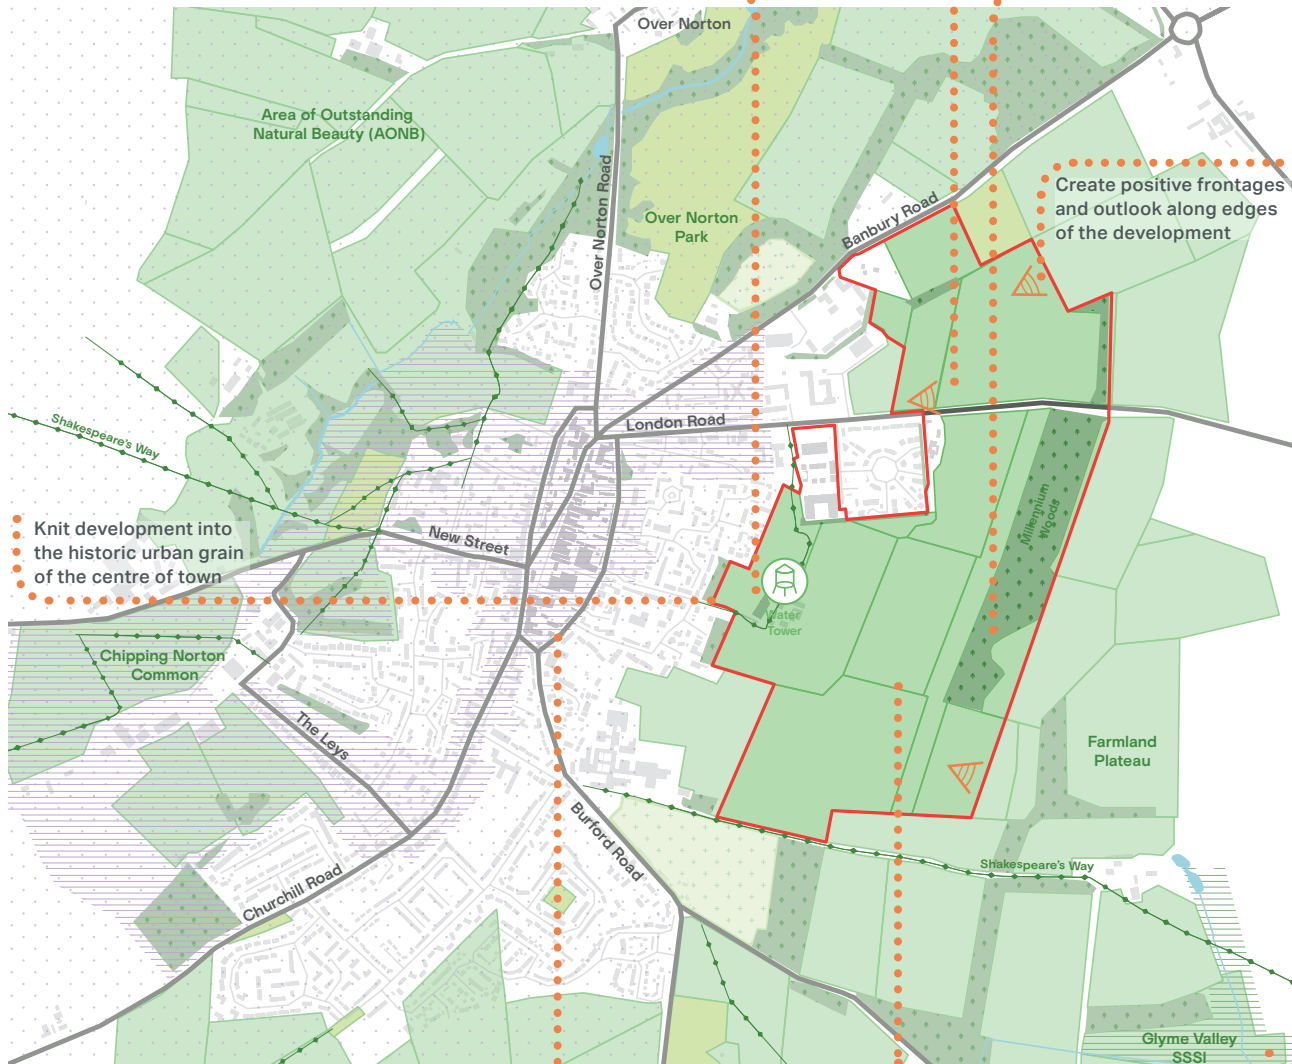 Over Norton
Area of Outstanding
Natural Beauty (AONB)
Over Norton Road
Over Norton
Park
Banbury Road
Create positive frontages
and outlook along edges
of the development
Shakespeare's Way
London Road
Millennium
Woods
Knit development into
the historic urban grain
of the centre of town
New Street
Water
Tower
Chipping Norton
Common
The Leys
Farmland
Plateau
Burford Road
Shakespeare's Way
Churchill Road
Glyme Valley
SSSI